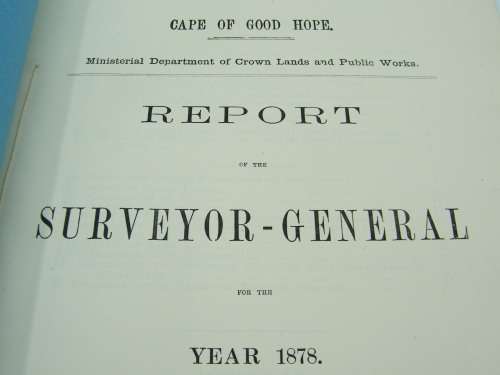 CAPE OF GOOD HOPE.
Ministerial Department of Crown Lands and Public Works.
REPORT
OF THE
SURVEYOR-GENERAL
FOR THE
YEAR 1878.